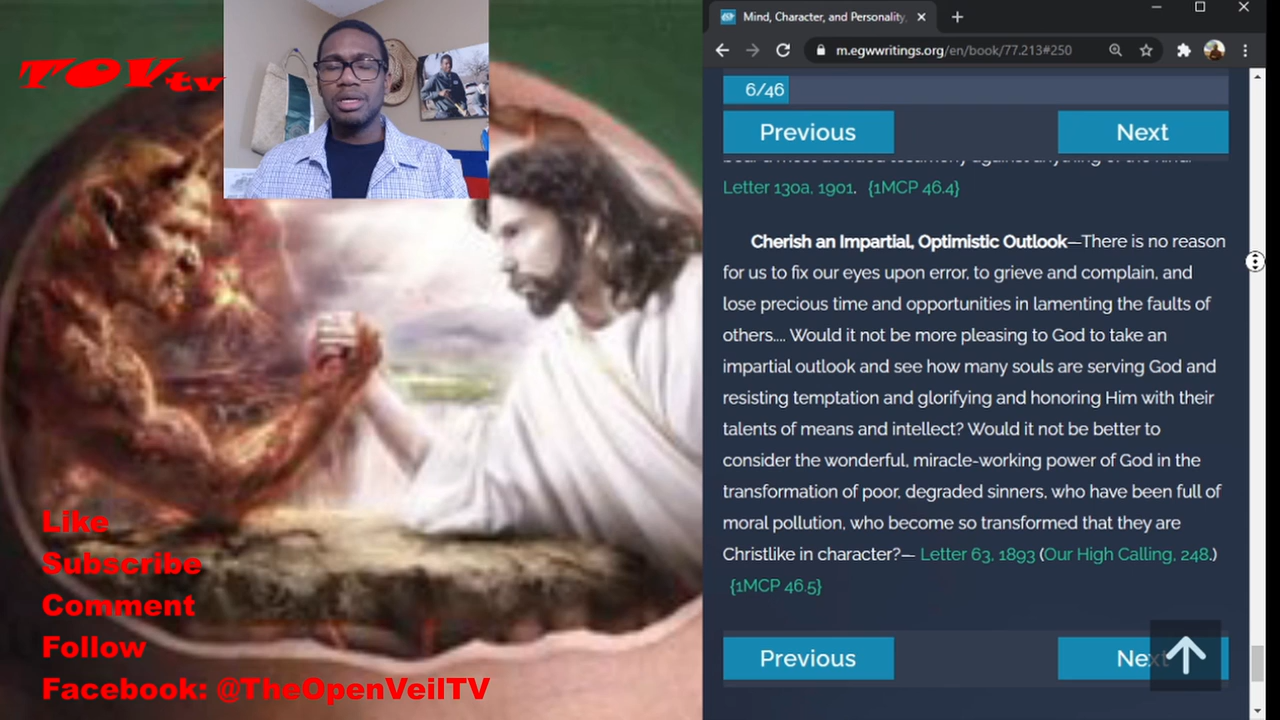 TOVtv
Like
Subscribe
Comment
Follow
Facebook: @TheOpenVeilTV
Mind, Character, and Personality,
m.egwwritings.org/en/book/77.213#250
6/46
Previous
Next
Letter 130a, 1901. {1MCP 46.4}
Cherish an Impartial, Optimistic Outlook—There is no reason
for us to fix our eyes upon error, to grieve and complain, and
lose precious time and opportunities in lamenting the faults of
others.... Would it not be more pleasing to God to take an
impartial outlook and see how many souls are serving God and
resisting temptation and glorifying and honoring Him with their
talents of means and intellect? Would it not be better to
consider the wonderful, miracle-working power of God in the
transformation of poor, degraded sinners, who have been full of
moral pollution, who become so transformed that they are
Christlike in character?— Letter 63, 1893 (Our High Calling, 248.)
{1MCP 46.5}
Previous
Next